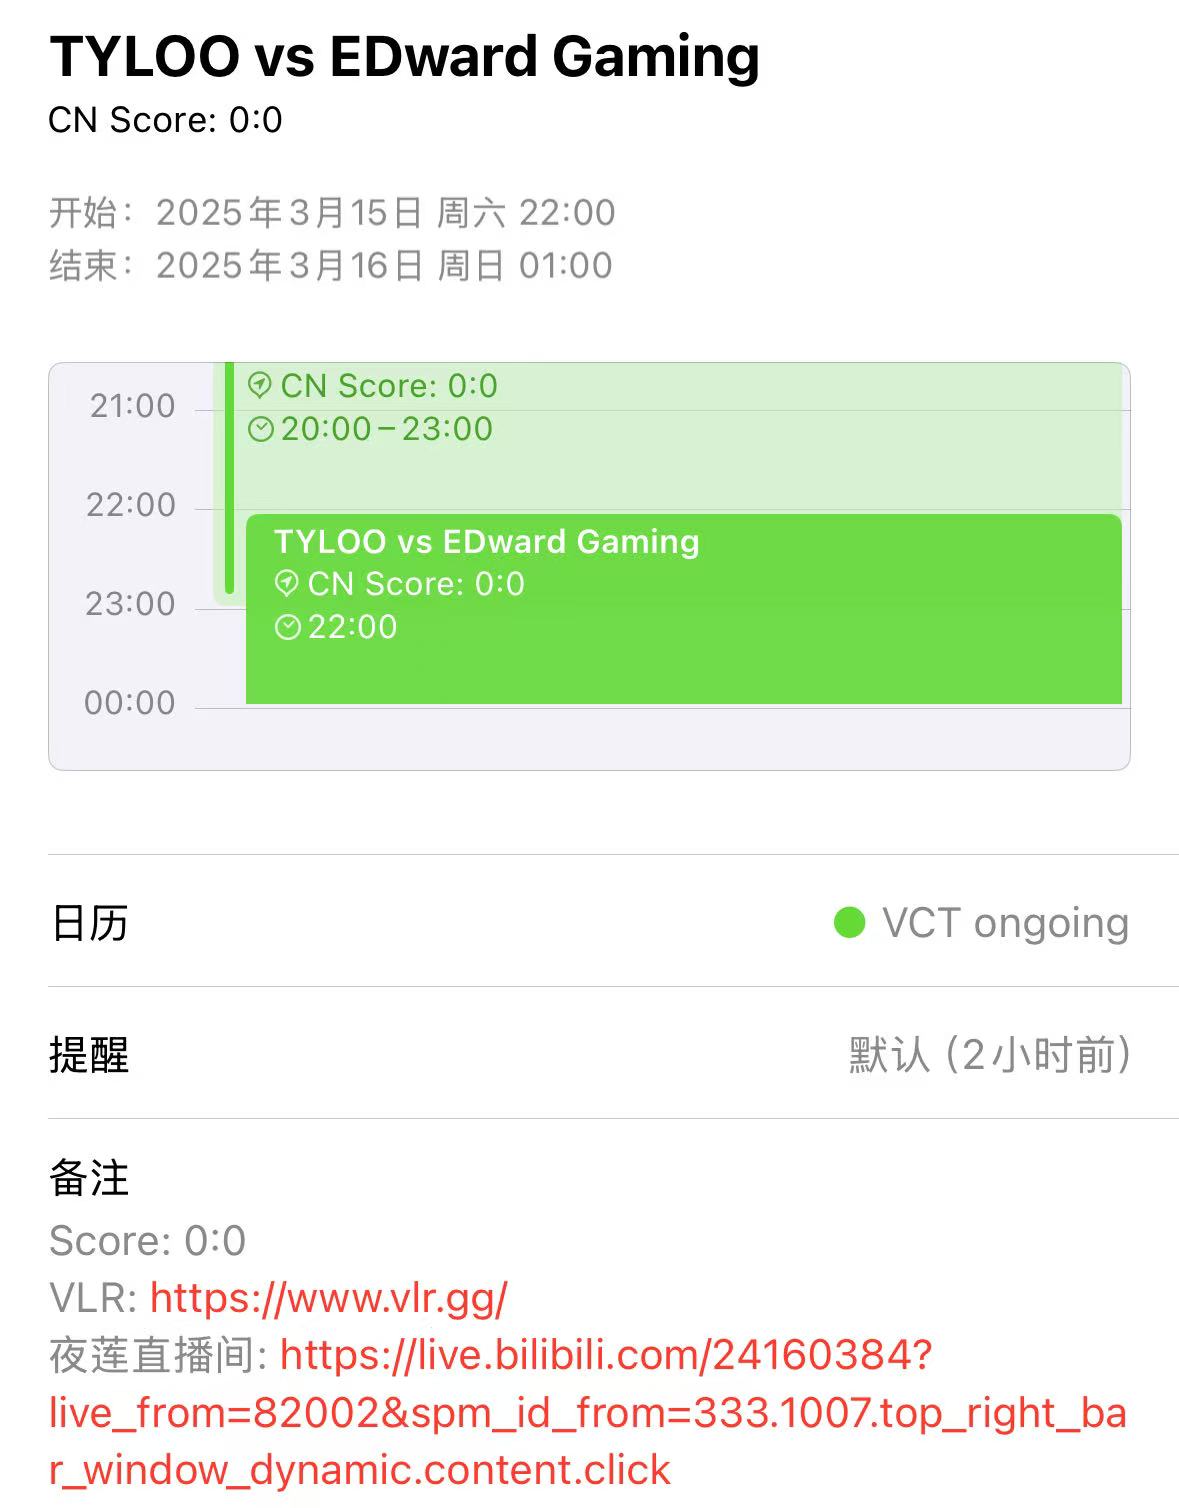 TYLOO vs EDward Gaming
CN Score: 0:0
开始：2025年3月15日 周六 22:00
结束：2025年3月16日 周日 01:00
CN Score: 0:0
21:00
20:00–23:00
22:00
TYLOO vs EDward Gaming
CN Score: 0:0
23:00
22:00
00:00
日历 VCT ongoing
提醒 默认 (2小时前)
备注
Score: 0:0
VLR: https://www.vlr.gg/
夜莲直播间: https://live.bilibili.com/24160384?
live_from=82002&spm_id_from=333.1007.top_right_ba
r_window_dynamic.content.click